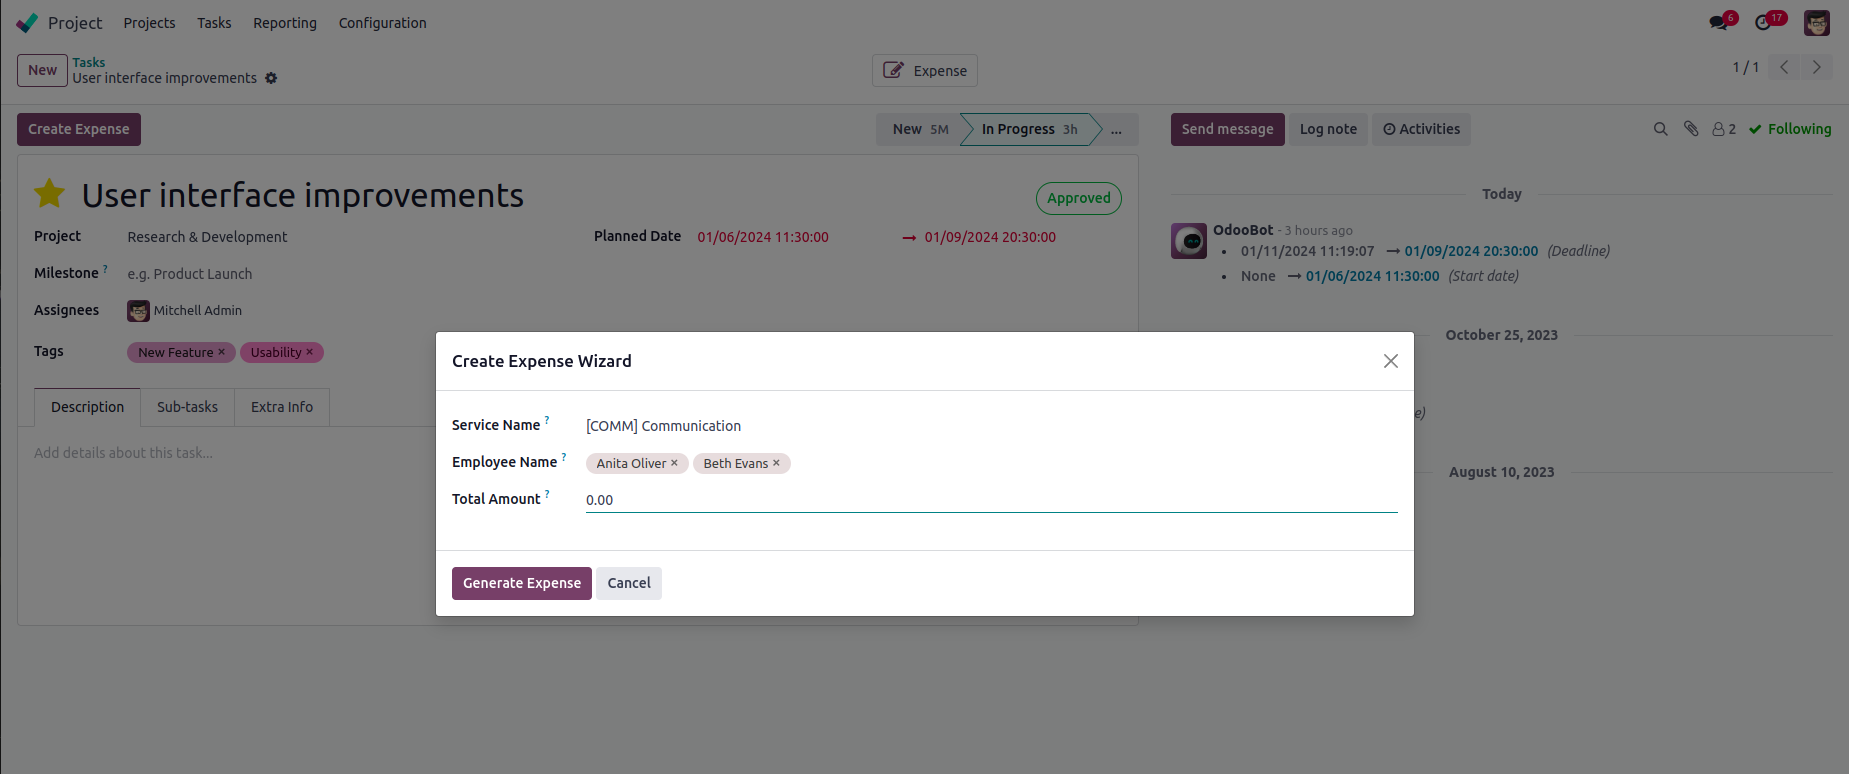 Project Projects Tasks Reporting Configuration 6 17
New Tasks
User interface improvements
Expense
1 / 1
Create Expense
New 5M In Progress 3h ...
Send message Log note Activities 2 Following
User interface improvements
Approved
Project Research & Development
Planned Date 01/06/2024 11:30:00 → 01/09/2024 20:30:00
Milestone ? e.g. Product Launch
Assignees Mitchell Admin
Tags New Feature × Usability ×
Description Sub-tasks Extra Info
Add details about this task...
Today
OdooBot - 3 hours ago
• 01/11/2024 11:19:07 → 01/09/2024 20:30:00 (Deadline)
• None → 01/06/2024 11:30:00 (Start date)
October 25, 2023
e)
August 10, 2023
Create Expense Wizard
Service Name ? [COMM] Communication
Employee Name ? Anita Oliver × Beth Evans ×
Total Amount ? 0.00
Generate Expense Cancel